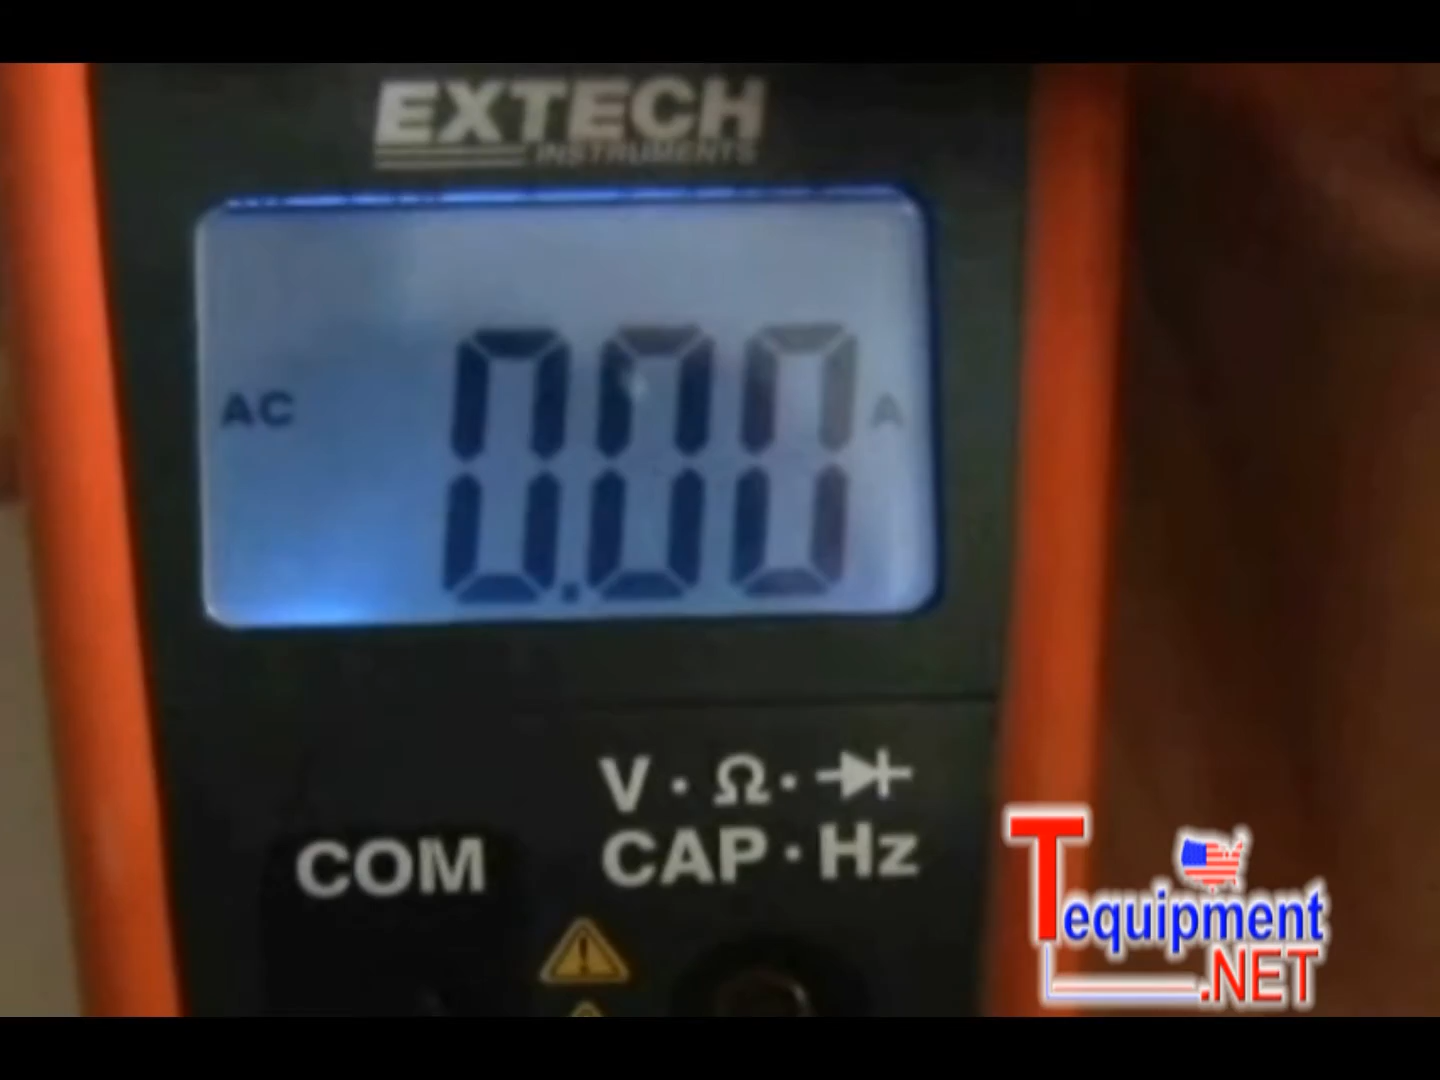 EXTECH
INSTRUMENTS
AC 0.00 A
V · Ω ·
COM CAP · Hz
Tequipment
.NET